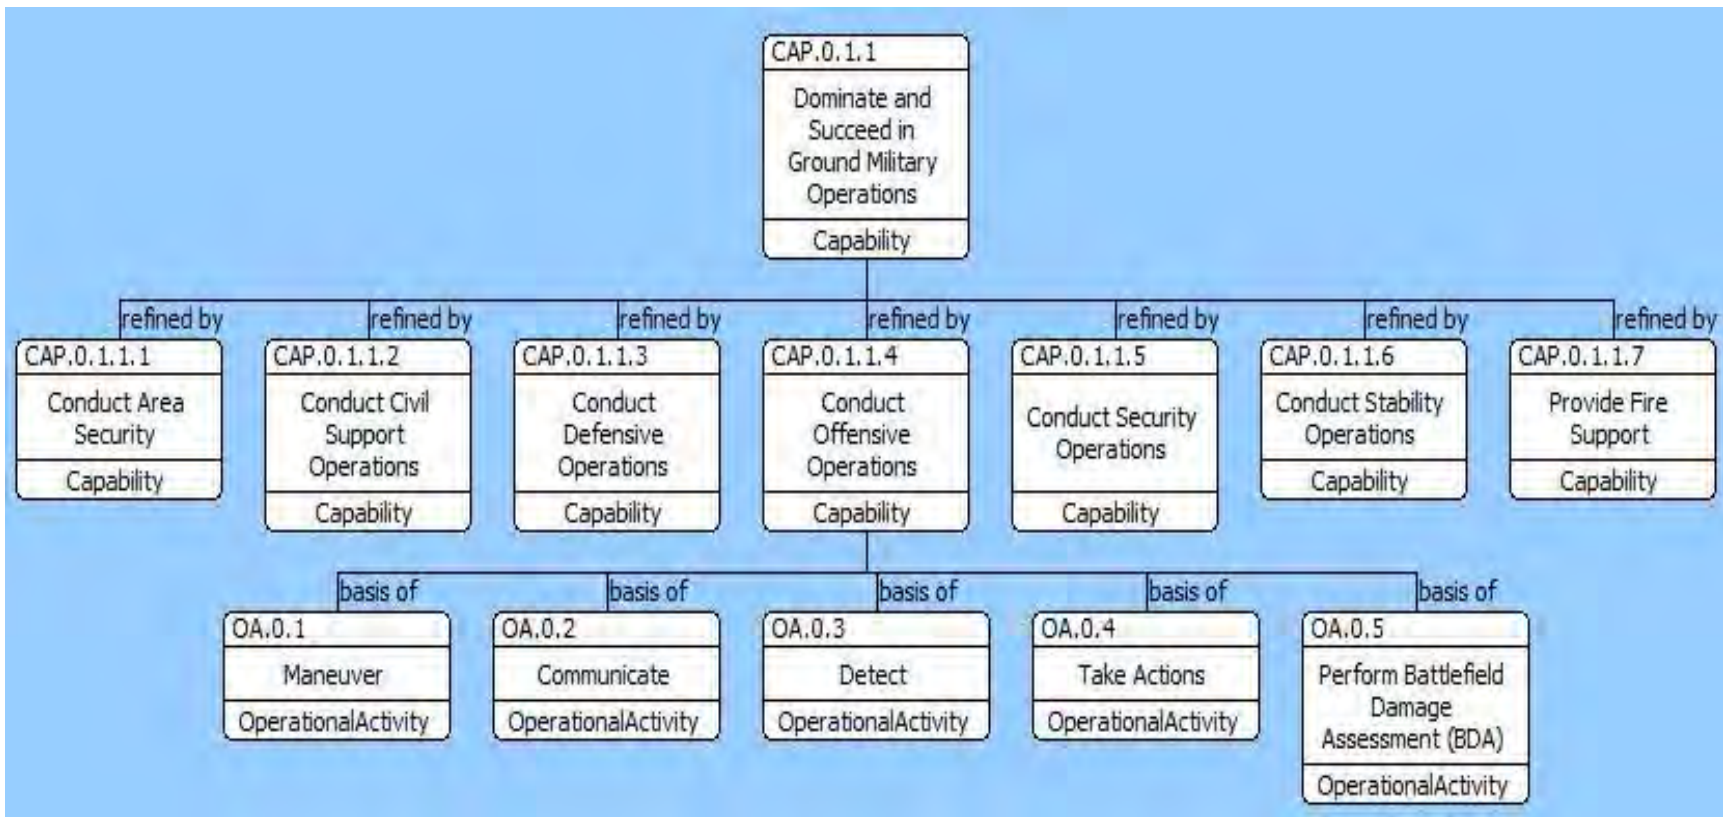 CAP.0.1.1
Dominate and
Succeed in
Ground Military
Operations
Capability
refined by
refined by
refined by
refined by
refined by
refined by
refined by
CAP.0.1.1.1
Conduct Area
Security
Capability
CAP.0.1.1.2
Conduct Civil
Support
Operations
Capability
CAP.0.1.1.3
Conduct
Defensive
Operations
Capability
CAP.0.1.1.4
Conduct
Offensive
Operations
Capability
CAP.0.1.1.5
Conduct Security
Operations
Capability
CAP.0.1.1.6
Conduct Stability
Operations
Capability
CAP.0.1.1.7
Provide Fire
Support
Capability
basis of
basis of
basis of
basis of
basis of
OA.0.1
Maneuver
OperationalActivity
OA.0.2
Communicate
OperationalActivity
OA.0.3
Detect
OperationalActivity
OA.0.4
Take Actions
OperationalActivity
OA.0.5
Perform Battlefield
Damage
Assessment (BDA)
OperationalActivity